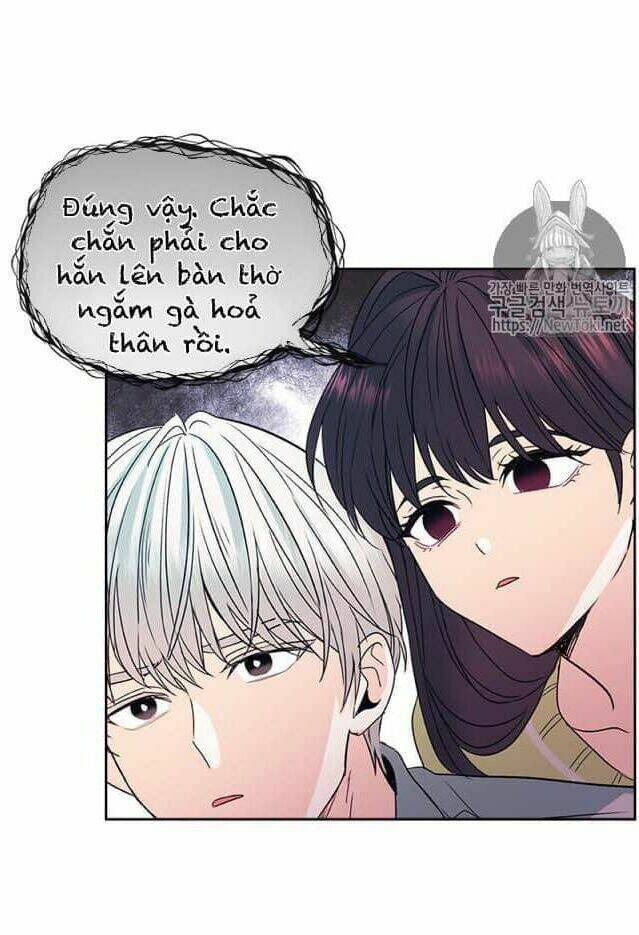 Đúng vậy. Chắc
chắn phải cho
hắn lên bàn thờ
ngắm gà hoả
thân rồi.
가장 빠른 만화 번역사이트
구글검색 뉴토끼
https://Newtoki.net